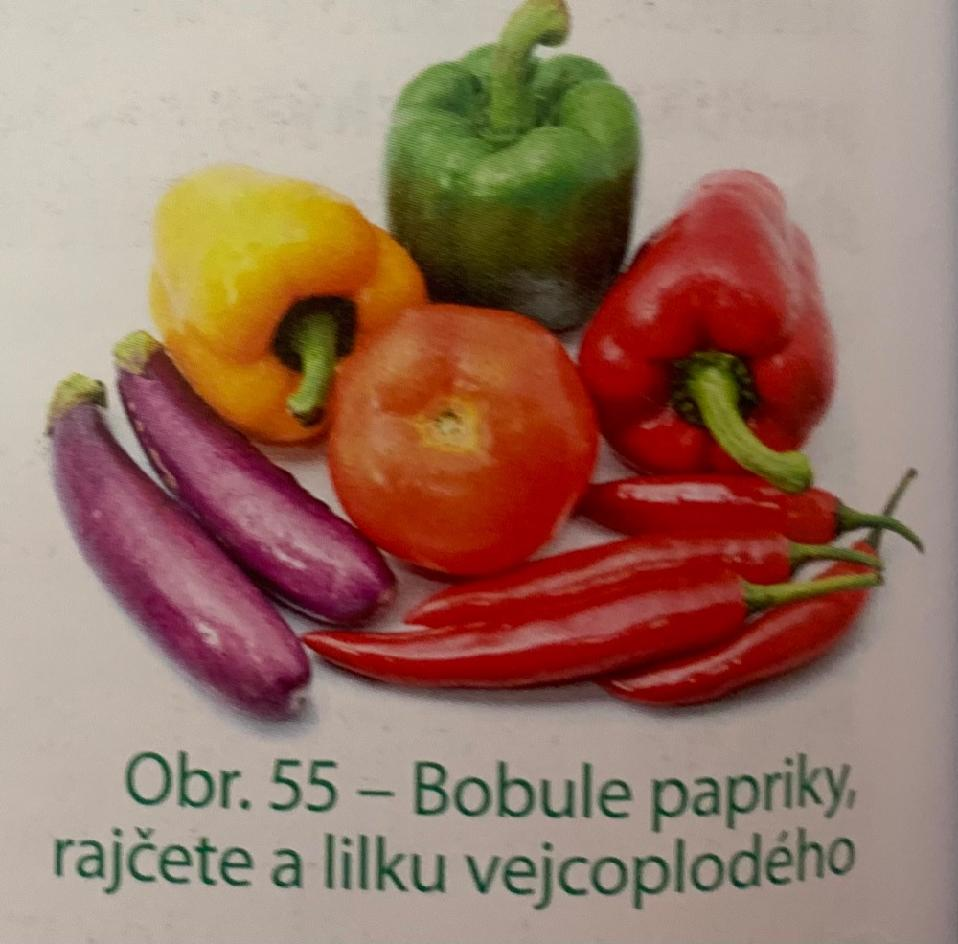 Obr. 55 – Bobule papriky,
rajčete a lilku vejcoplodého